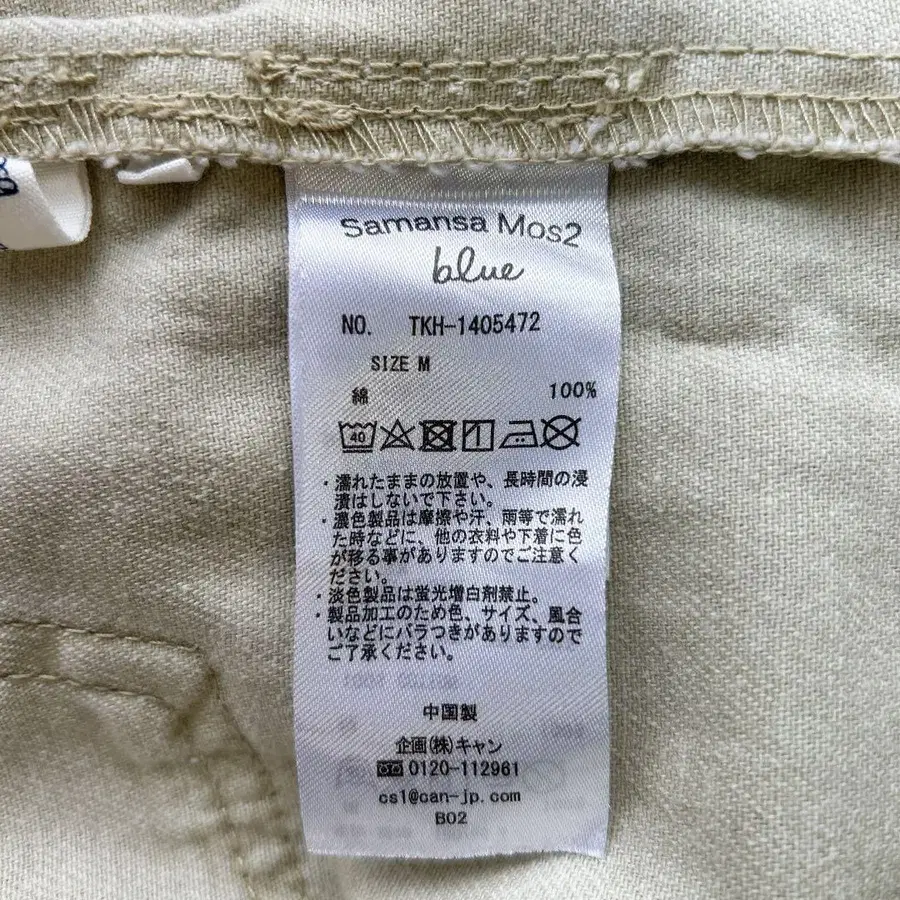 Samansa Mos2
blue
NO. TKH-1405472
SIZE M
綿 100%
40
・濡れたままの放置や、長時間の浸
漬はしないで下さい。
・濃色製品は摩擦や汗、雨等で濡れ
た時などに、他の衣料や下着に色
が移る事がありますのでご注意く
ださい。
・淡色製品は蛍光増白剤禁止。
・製品加工のため色、サイズ、風合
いなどにバラつきがありますので
ご了承ください。
中国製
企画(株)キャン
0120-112961
cs1@can-jp.com
B02